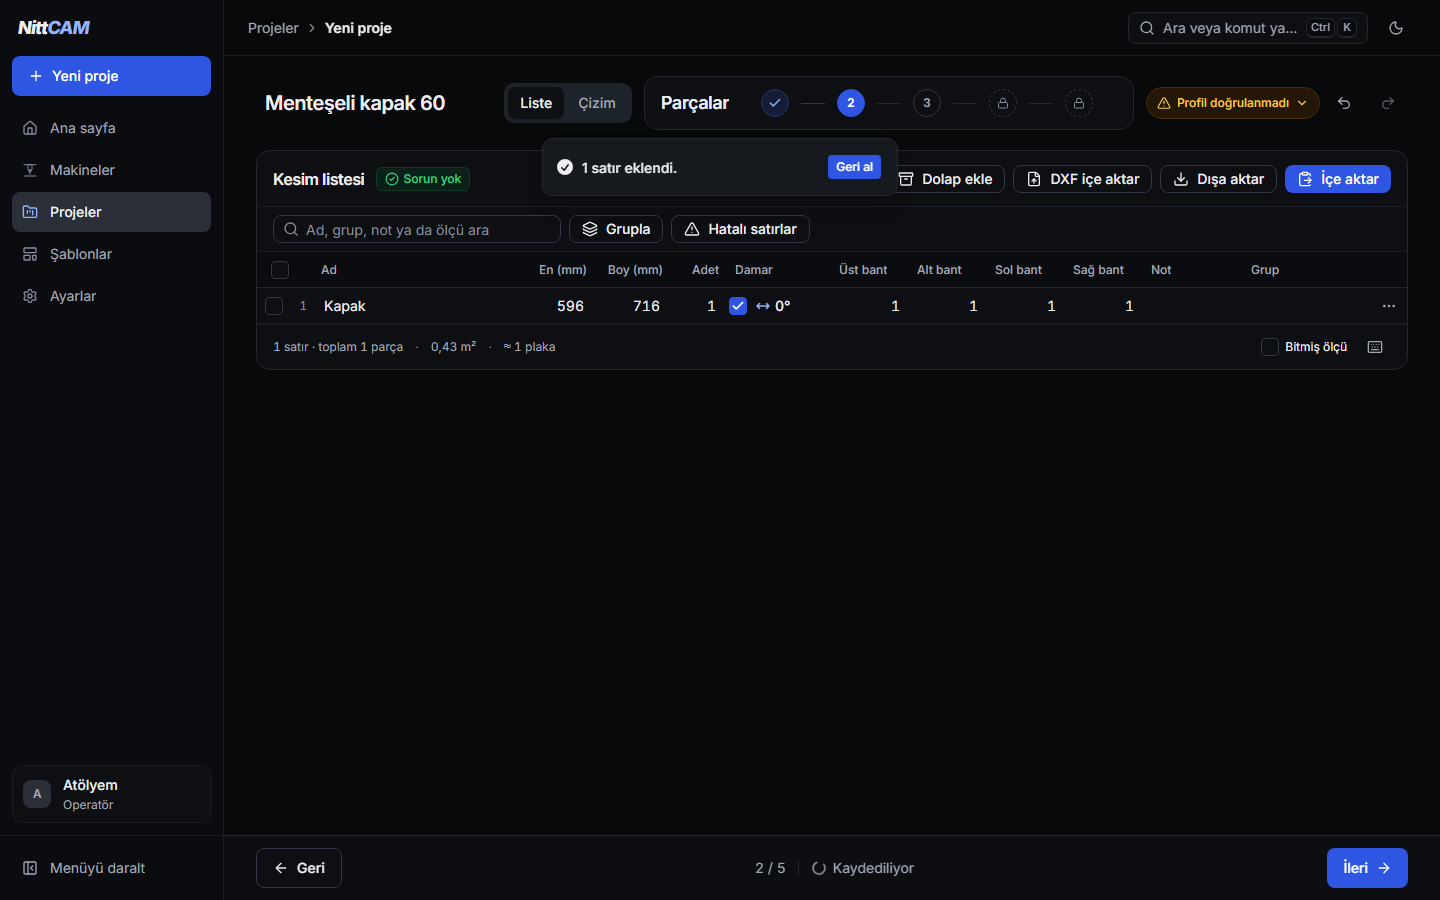 NittCAM
Projeler > Yeni proje
Ara veya komut ya... Ctrl K
Yeni proje
Ana sayfa
Makineler
Projeler
Şablonlar
Ayarlar
Menteşeli kapak 60
Liste Çizim
Parçalar 2 3
Profil doğrulanmadı
1 satır eklendi. Geri al
Kesim listesi Sorun yok Dolap ekle DXF içe aktar Dışa aktar İçe aktar
Ad, grup, not ya da ölçü ara Grupla Hatalı satırlar
Ad En (mm) Boy (mm) Adet Damar Üst bant Alt bant Sol bant Sağ bant Not Grup
1 Kapak 596 716 1 0° 1 1 1 1
1 satır · toplam 1 parça · 0,43 m² · ≈ 1 plaka Bitmiş ölçü
A Atölyem
Operatör
Menüyü daralt
Geri 2 / 5 Kaydediliyor İleri